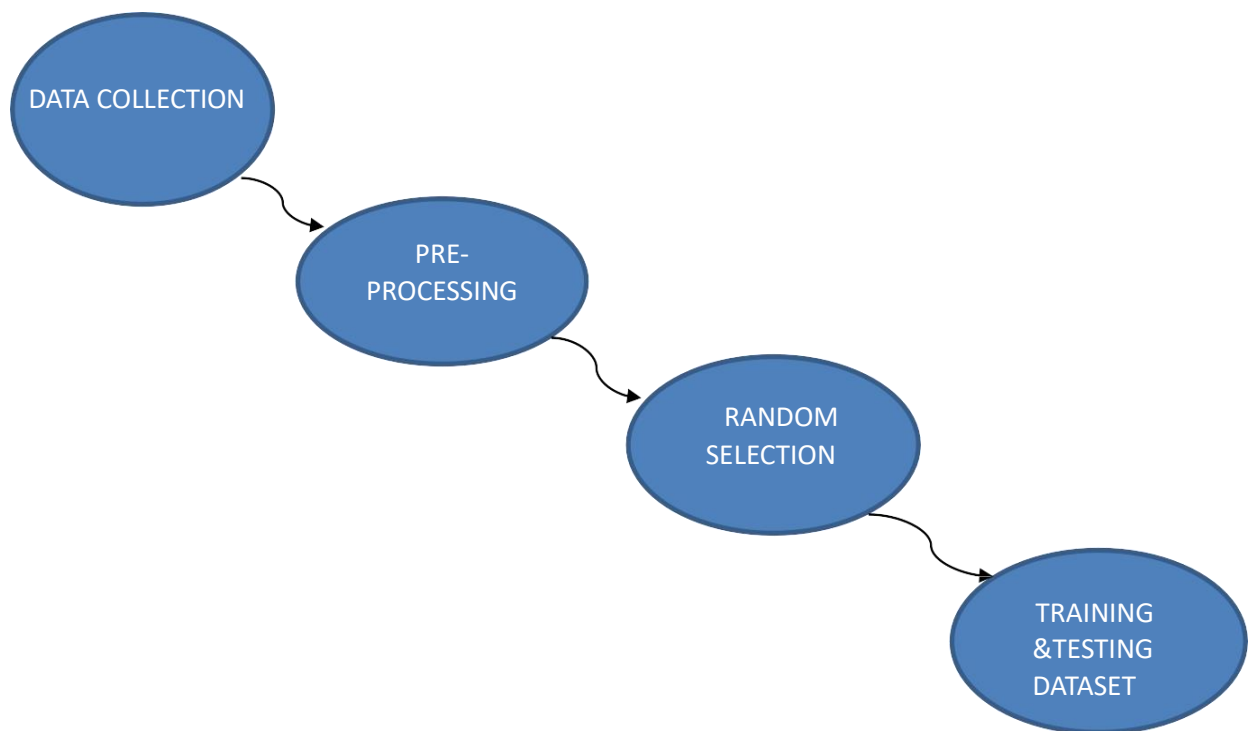 DATA COLLECTION
PRE-
PROCESSING
RANDOM
SELECTION
TRAINING
&TESTING
DATASET